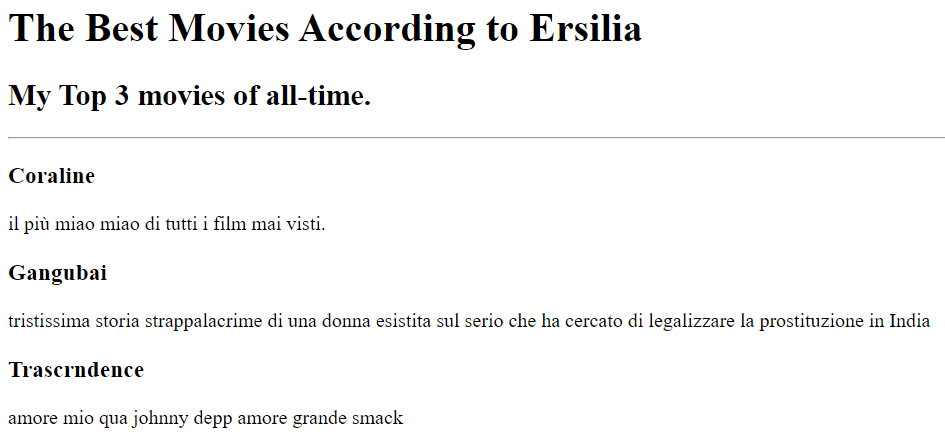 The Best Movies According to Ersilia
My Top 3 movies of all-time.
Coraline
il più miao miao di tutti i film mai visti.
Gangubai
tristissima storia strappalacrime di una donna esistita sul serio che ha cercato di legalizzare la prostituzione in India
Trascrndence
amore mio qua johnny depp amore grande smack